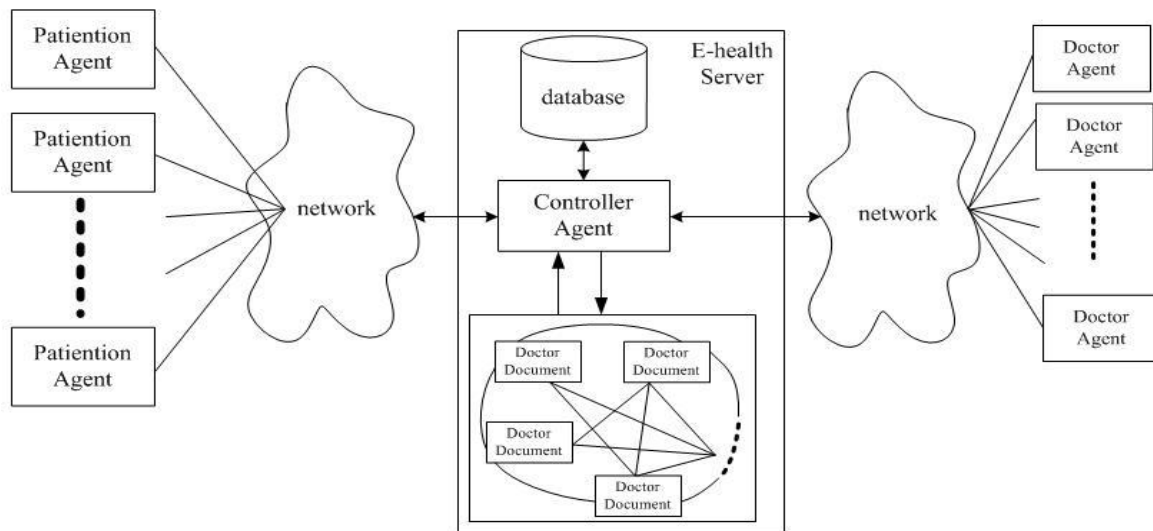 Patiention
Agent
Patiention
Agent
Patiention
Agent
network
E-health
Server
database
Controller
Agent
Doctor
Document
Doctor
Document
Doctor
Document
Doctor
Document
network
Doctor
Agent
Doctor
Agent
Doctor
Agent